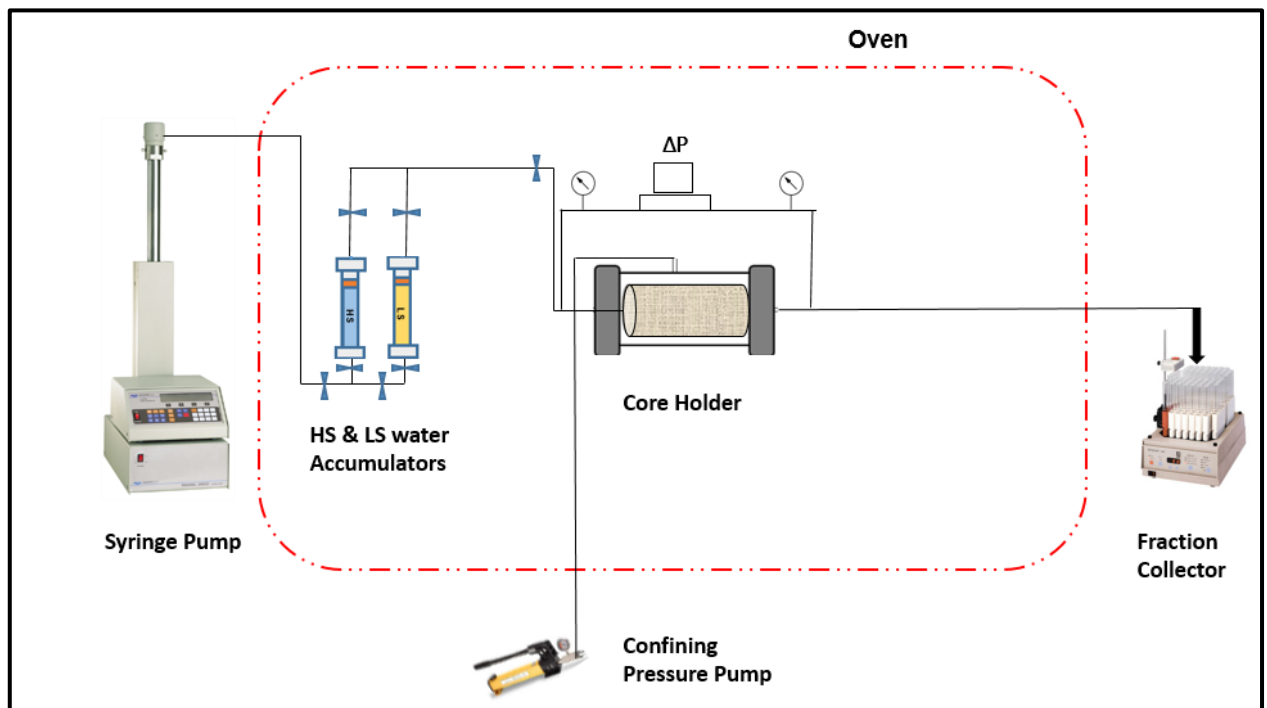 Oven
ΔP
HS
LS
Core Holder
HS & LS water
Accumulators
Syringe Pump
Fraction
Collector
Confining
Pressure Pump